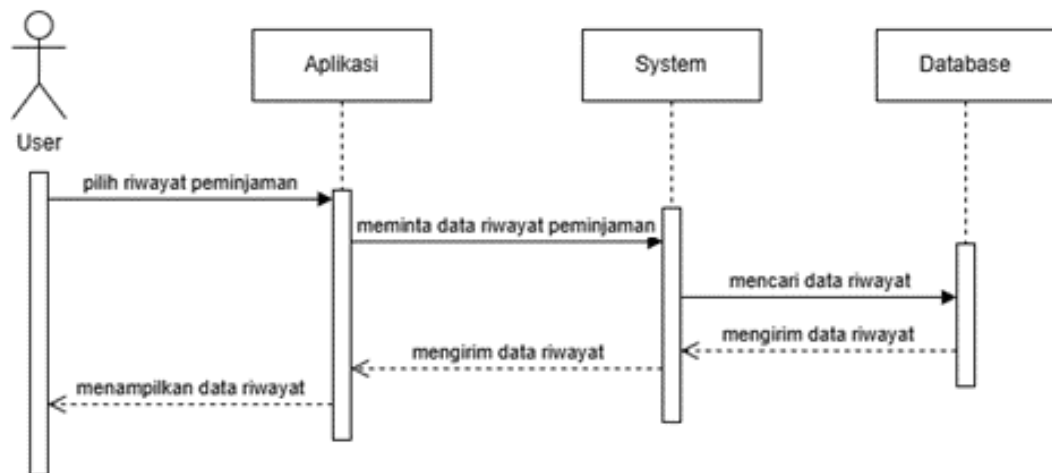 Aplikasi
System
Database
User
pilih riwayat peminjaman
meminta data riwayat peminjaman
mencari data riwayat
mengirim data riwayat
mengirim data riwayat
menampilkan data riwayat